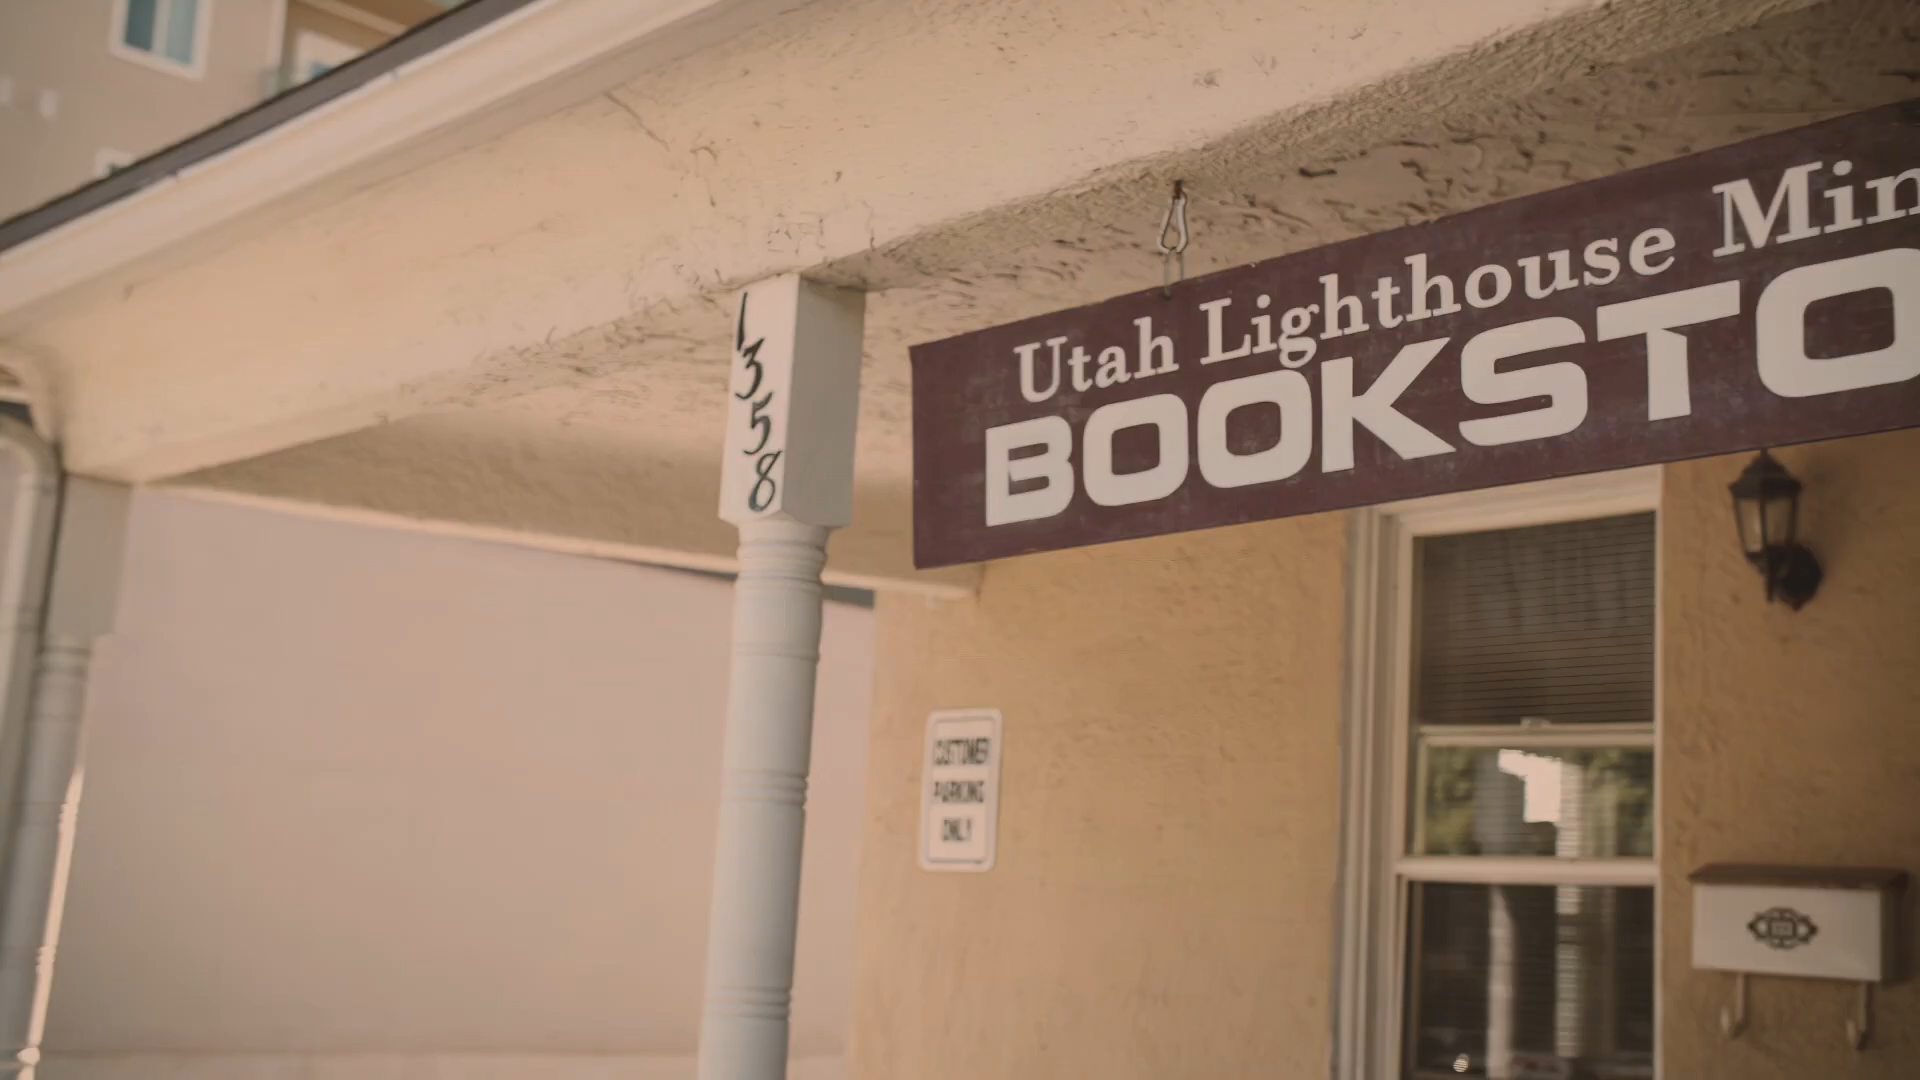 1358
Utah Lighthouse Min
BOOKSTO
CUSTOMER
PARKING
ONLY